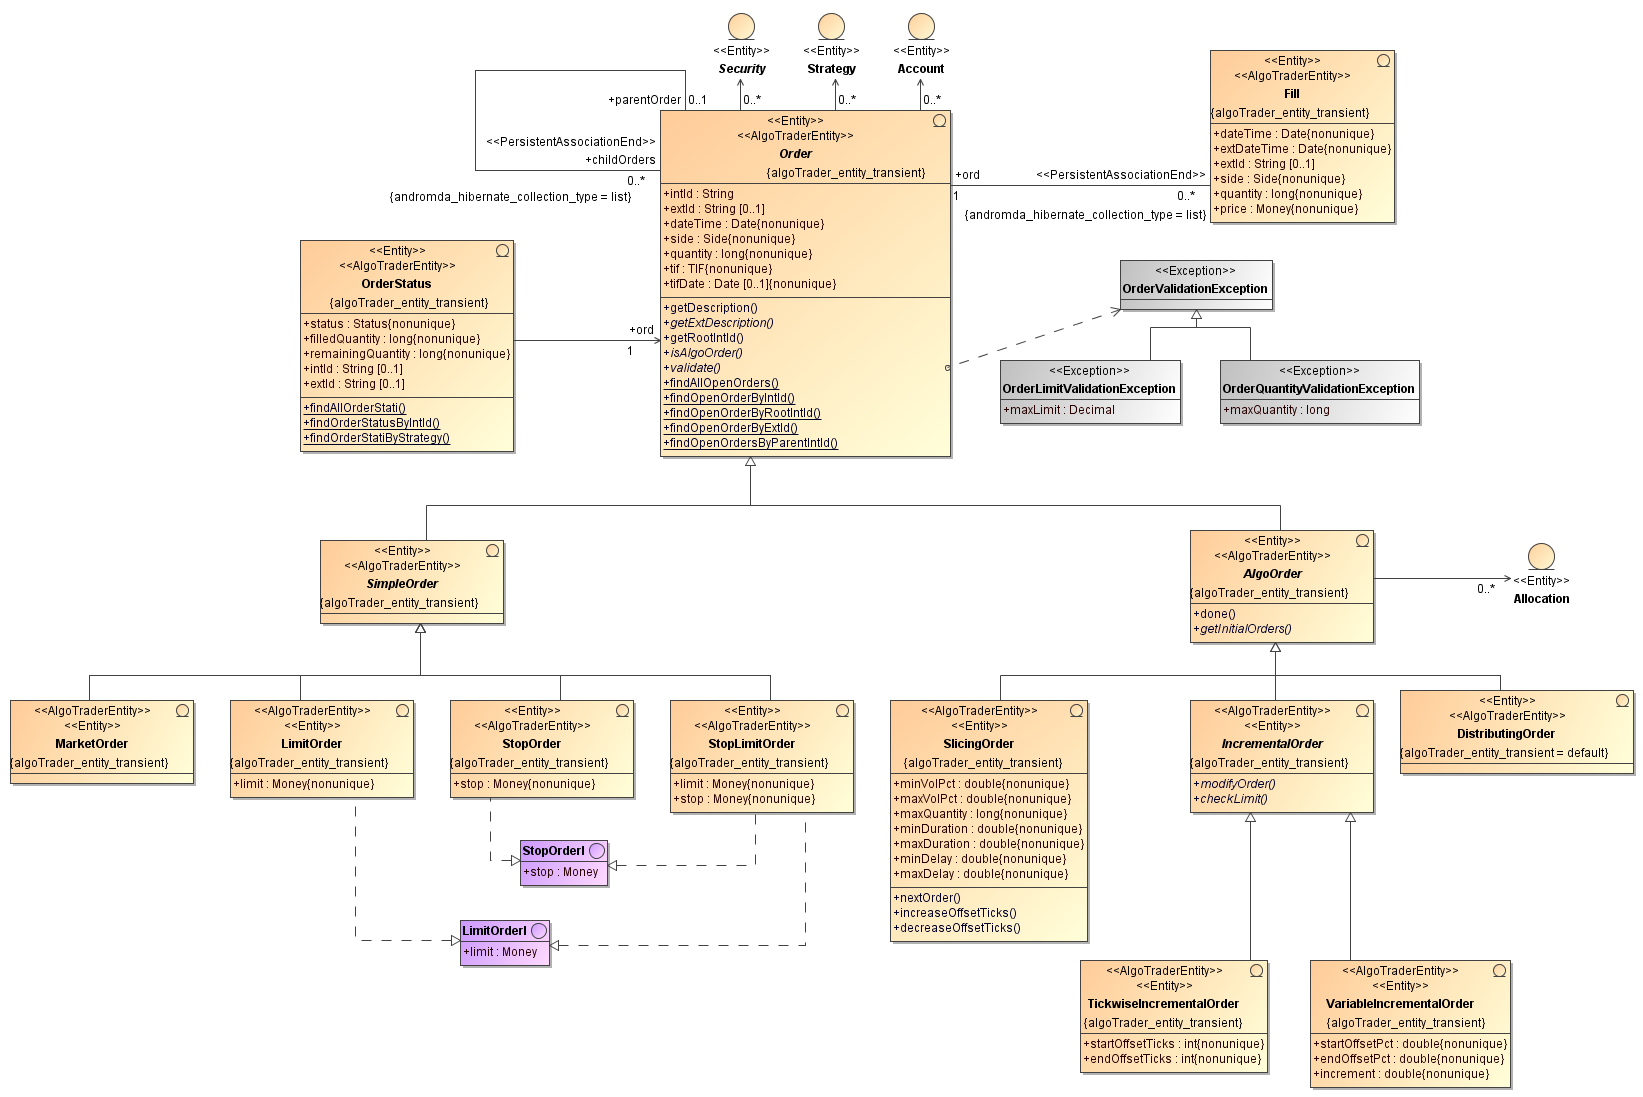 <<Entity>>
Security
<<Entity>>
Strategy
<<Entity>>
Account
0..*
0..*
0..*
+parentOrder
0..1
<<PersistentAssociationEnd>>
+childOrders
0..*
{andromda_hibernate_collection_type = list}
<<Entity>>
<<AlgoTraderEntity>>
Order
{algoTrader_entity_transient}
+intId : String
+extId : String [0..1]
+dateTime : Date{nonunique}
+side : Side{nonunique}
+quantity : long{nonunique}
+tif : TIF{nonunique}
+tifDate : Date [0..1]{nonunique}
+getDescription()
+getExtDescription()
+getRootIntId()
+isAlgoOrder()
+validate()
+findAllOpenOrders()
+findOpenOrderByIntId()
+findOpenOrderByRootIntId()
+findOpenOrderByExtId()
+findOpenOrdersByParentIntId()
+ord
1
<<PersistentAssociationEnd>>
0..*
{andromda_hibernate_collection_type = list}
<<Entity>>
<<AlgoTraderEntity>>
Fill
{algoTrader_entity_transient}
+dateTime : Date{nonunique}
+extDateTime : Date{nonunique}
+extId : String [0..1]
+side : Side{nonunique}
+quantity : long{nonunique}
+price : Money{nonunique}
<<Entity>>
<<AlgoTraderEntity>>
OrderStatus
{algoTrader_entity_transient}
+status : Status{nonunique}
+filledQuantity : long{nonunique}
+remainingQuantity : long{nonunique}
+intId : String [0..1]
+extId : String [0..1]
+findAllOrderStati()
+findOrderStatusByIntId()
+findOrderStatiByStrategy()
+ord
1
<<Exception>>
OrderValidationException
<<Exception>>
OrderLimitValidationException
+maxLimit : Decimal
<<Exception>>
OrderQuantityValidationException
+maxQuantity : long
<<Entity>>
<<AlgoTraderEntity>>
SimpleOrder
{algoTrader_entity_transient}
<<Entity>>
<<AlgoTraderEntity>>
AlgoOrder
{algoTrader_entity_transient}
+done()
+getInitialOrders()
0..*
<<Entity>>
Allocation
<<AlgoTraderEntity>>
<<Entity>>
MarketOrder
{algoTrader_entity_transient}
<<AlgoTraderEntity>>
<<Entity>>
LimitOrder
{algoTrader_entity_transient}
+limit : Money{nonunique}
<<Entity>>
<<AlgoTraderEntity>>
StopOrder
{algoTrader_entity_transient}
+stop : Money{nonunique}
<<Entity>>
<<AlgoTraderEntity>>
StopLimitOrder
{algoTrader_entity_transient}
+limit : Money{nonunique}
+stop : Money{nonunique}
StopOrderI
+stop : Money
LimitOrderI
+limit : Money
<<AlgoTraderEntity>>
<<Entity>>
SlicingOrder
{algoTrader_entity_transient}
+minVolPct : double{nonunique}
+maxVolPct : double{nonunique}
+maxQuantity : long{nonunique}
+minDuration : double{nonunique}
+maxDuration : double{nonunique}
+minDelay : double{nonunique}
+maxDelay : double{nonunique}
+nextOrder()
+increaseOffsetTicks()
+decreaseOffsetTicks()
<<AlgoTraderEntity>>
<<Entity>>
IncrementalOrder
{algoTrader_entity_transient}
+modifyOrder()
+checkLimit()
<<Entity>>
<<AlgoTraderEntity>>
DistributingOrder
{algoTrader_entity_transient = default}
<<AlgoTraderEntity>>
<<Entity>>
TickwiseIncrementalOrder
{algoTrader_entity_transient}
+startOffsetTicks : int{nonunique}
+endOffsetTicks : int{nonunique}
<<AlgoTraderEntity>>
<<Entity>>
VariableIncrementalOrder
{algoTrader_entity_transient}
+startOffsetPct : double{nonunique}
+endOffsetPct : double{nonunique}
+increment : double{nonunique}